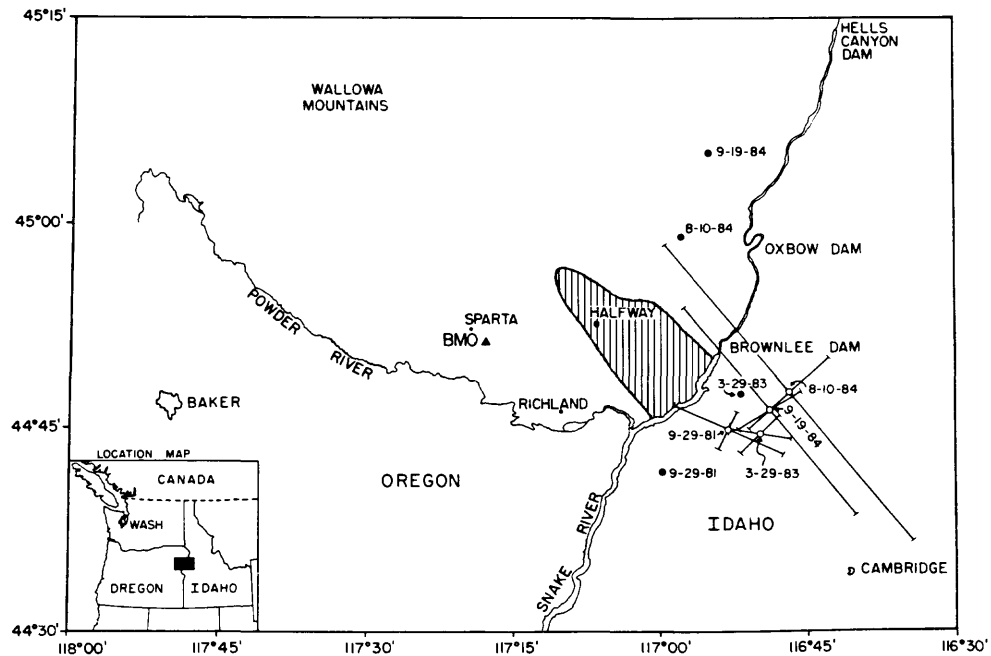 45°15'
HELLS
CANYON
DAM
WALLOWA
MOUNTAINS
9-19-84
45°00'
8-10-84
OXBOW DAM
POWDER
RIVER
SPARTA
BMO
HALFWAY
BROWNLEE DAM
3-29-83
8-10-84
BAKER
RICHLAND
9-19-84
44°45'
9-29-81
9-29-81
3-29-83
LOCATION MAP
CANADA
WASH
OREGON
IDAHO
OREGON
IDAHO
SNAKE
RIVER
CAMBRIDGE
44°30'
118°00'
117°45'
117°30'
117°15'
117°00'
116°45'
116°30'